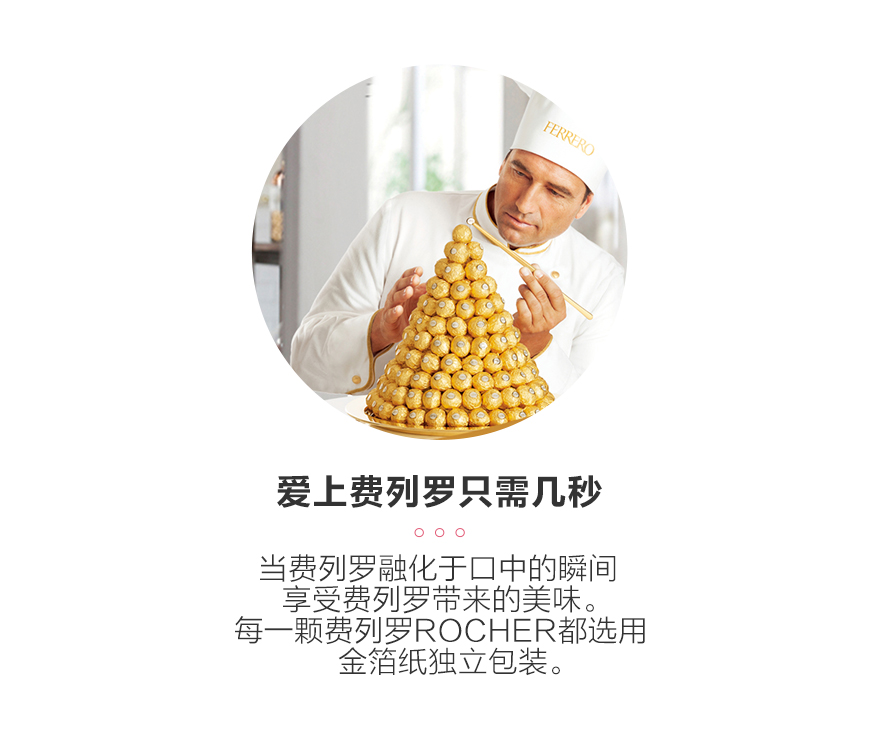 FERRERO
爱上费列罗只需几秒
当费列罗融化于口中的瞬间
享受费列罗带来的美味。
每一颗费列罗ROCHER都选用
金箔纸独立包装。